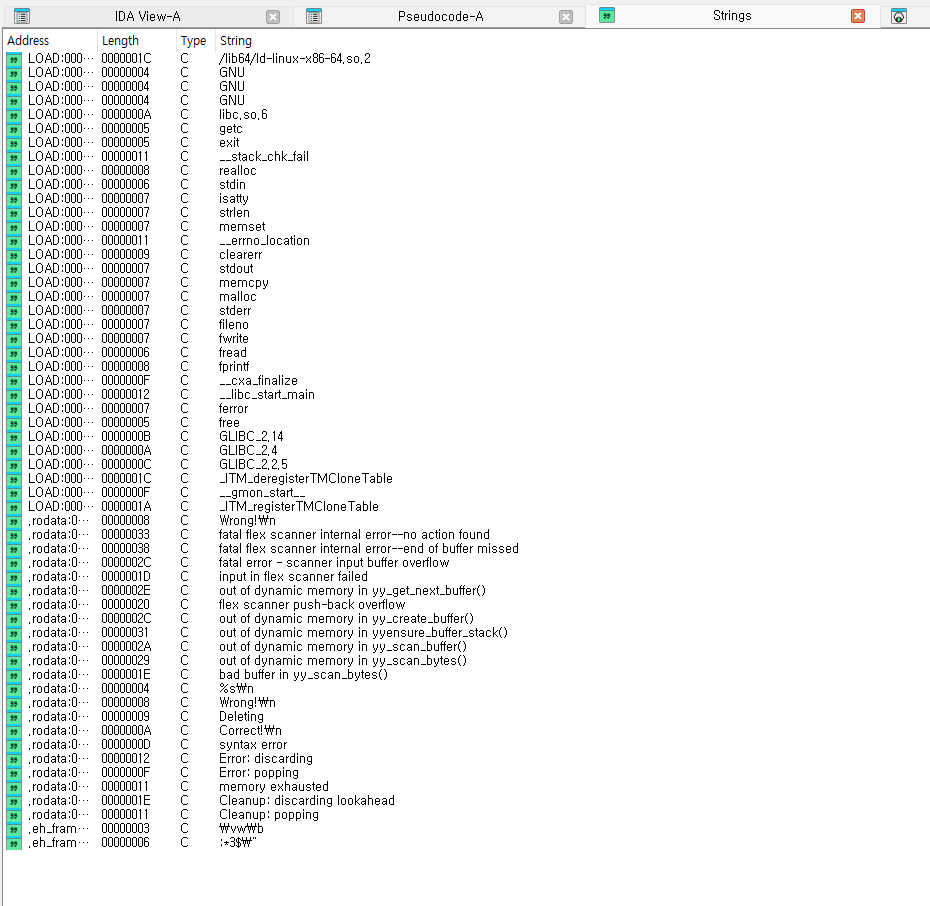 IDA View-A Pseudocode-A Strings
Address Length Type String
LOAD:000··· 0000001C C /lib64/ld-linux-x86-64.so.2
LOAD:000··· 00000004 C GNU
LOAD:000··· 00000004 C GNU
LOAD:000··· 00000004 C GNU
LOAD:000··· 0000000A C libc.so.6
LOAD:000··· 00000005 C getc
LOAD:000··· 00000005 C exit
LOAD:000··· 00000011 C __stack_chk_fail
LOAD:000··· 00000008 C realloc
LOAD:000··· 00000006 C stdin
LOAD:000··· 00000007 C isatty
LOAD:000··· 00000007 C strlen
LOAD:000··· 00000007 C memset
LOAD:000··· 00000011 C __errno_location
LOAD:000··· 00000009 C clearerr
LOAD:000··· 00000007 C stdout
LOAD:000··· 00000007 C memcpy
LOAD:000··· 00000007 C malloc
LOAD:000··· 00000007 C stderr
LOAD:000··· 00000007 C fileno
LOAD:000··· 00000007 C fwrite
LOAD:000··· 00000006 C fread
LOAD:000··· 00000008 C fprintf
LOAD:000··· 0000000F C __cxa_finalize
LOAD:000··· 00000012 C __libc_start_main
LOAD:000··· 00000007 C ferror
LOAD:000··· 00000005 C free
LOAD:000··· 0000000B C GLIBC_2.14
LOAD:000··· 0000000A C GLIBC_2.4
LOAD:000··· 0000000C C GLIBC_2.2.5
LOAD:000··· 0000001C C _ITM_deregisterTMCloneTable
LOAD:000··· 0000000F C __gmon_start__
LOAD:000··· 0000001A C _ITM_registerTMCloneTable
.rodata:0··· 00000008 C Wrong!₩n
.rodata:0··· 00000033 C fatal flex scanner internal error--no action found
.rodata:0··· 00000038 C fatal flex scanner internal error--end of buffer missed
.rodata:0··· 0000002C C fatal error - scanner input buffer overflow
.rodata:0··· 0000001D C input in flex scanner failed
.rodata:0··· 0000002E C out of dynamic memory in yy_get_next_buffer()
.rodata:0··· 00000020 C flex scanner push-back overflow
.rodata:0··· 0000002C C out of dynamic memory in yy_create_buffer()
.rodata:0··· 00000031 C out of dynamic memory in yyensure_buffer_stack()
.rodata:0··· 0000002A C out of dynamic memory in yy_scan_buffer()
.rodata:0··· 00000029 C out of dynamic memory in yy_scan_bytes()
.rodata:0··· 0000001E C bad buffer in yy_scan_bytes()
.rodata:0··· 00000004 C %s₩n
.rodata:0··· 00000008 C Wrong!₩n
.rodata:0··· 00000009 C Deleting
.rodata:0··· 0000000A C Correct!₩n
.rodata:0··· 0000000D C syntax error
.rodata:0··· 00000012 C Error: discarding
.rodata:0··· 0000000F C Error: popping
.rodata:0··· 00000011 C memory exhausted
.rodata:0··· 0000001E C Cleanup: discarding lookahead
.rodata:0··· 00000011 C Cleanup: popping
.eh_fram··· 00000003 C ₩vw₩b
.eh_fram··· 00000006 C :*3$₩"